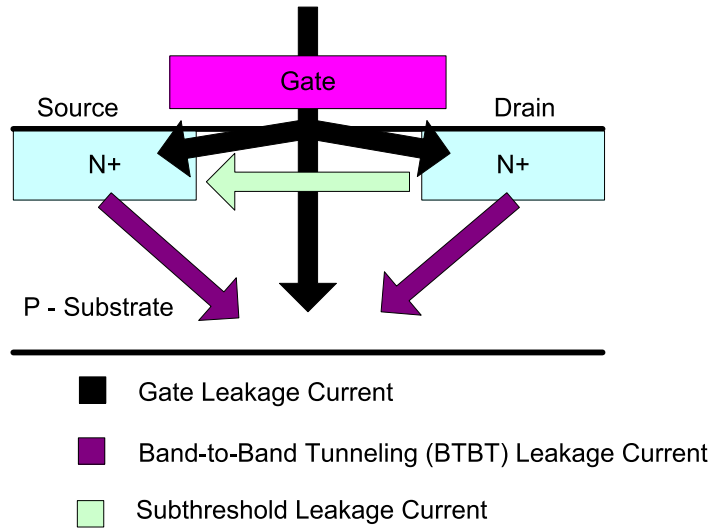 Gate
Source
Drain
N+
N+
P - Substrate
Gate Leakage Current
Band-to-Band Tunneling (BTBT) Leakage Current
Subthreshold Leakage Current